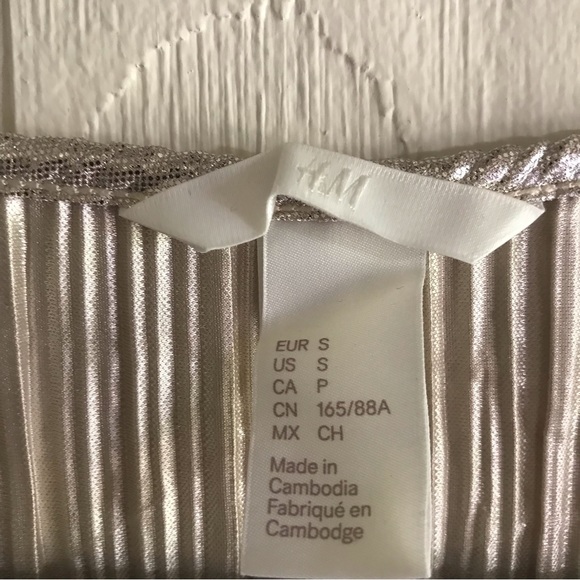 H&M
EUR S
US S
CA P
CN 165/88A
MX CH
Made in
Cambodia
Fabriqué en
Cambodge